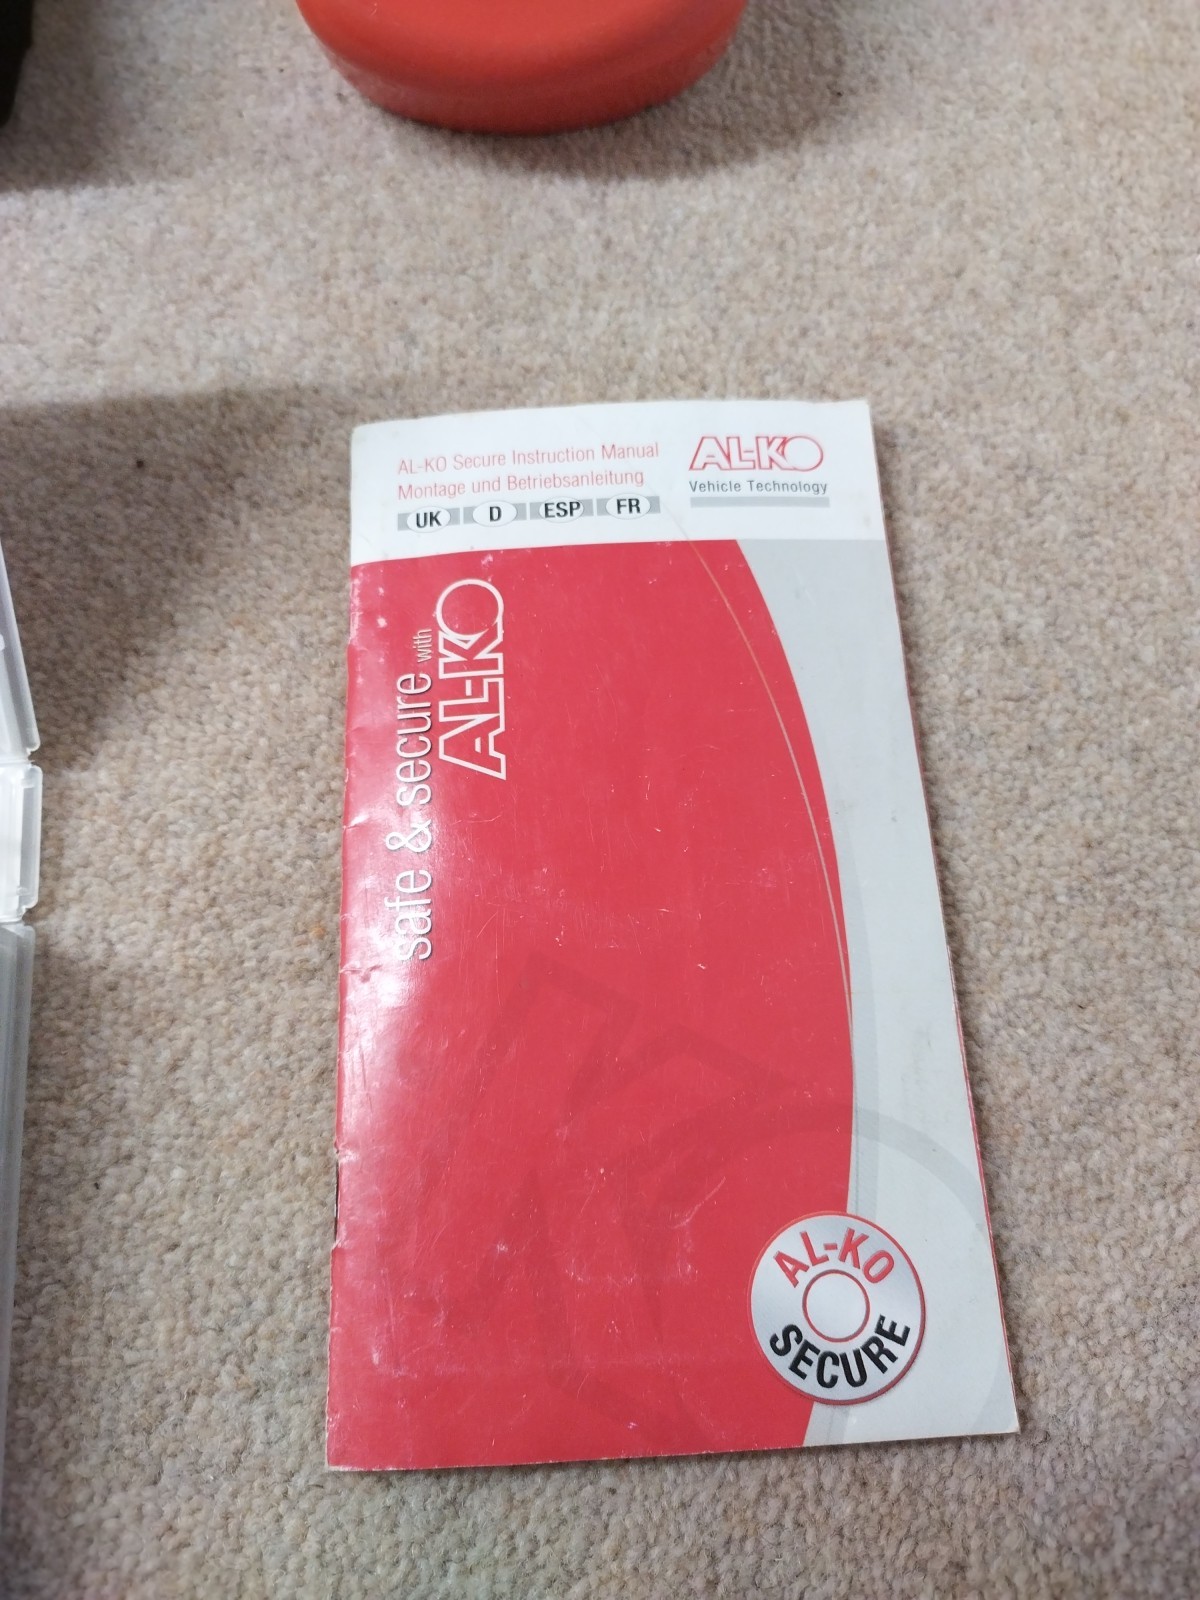 AL-KO Secure Instruction Manual
Montage und Betriebsanleitung
UK D ESP FR
AL-KO
Vehicle Technology
safe & secure with
AL-KO
AL-KO
SECURE